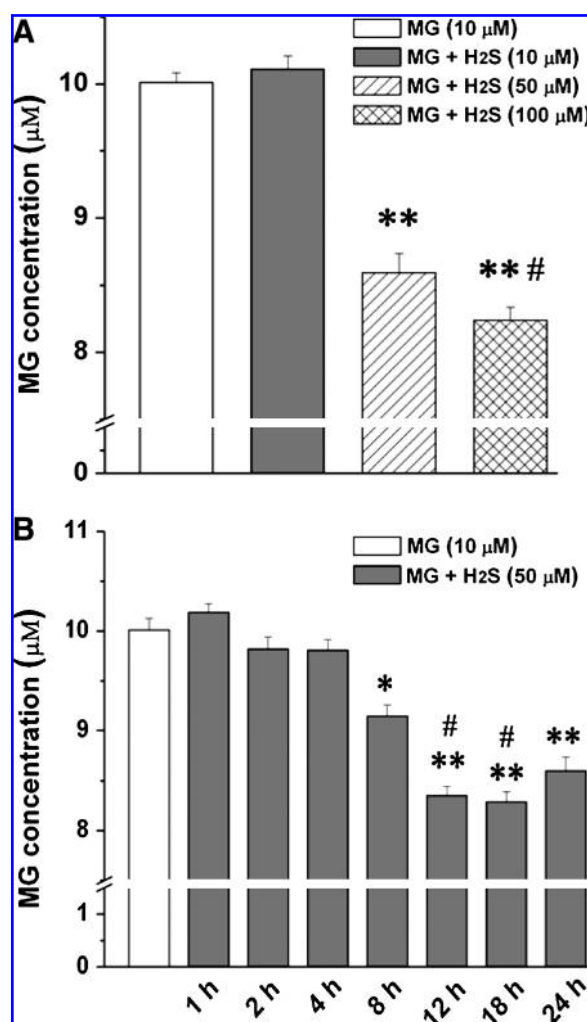 A
MG (10 µM)
MG + H2S (10 µM)
MG + H2S (50 µM)
MG + H2S (100 µM)
MG concentration (µM)
10
9
8
0
**
** #
B
MG (10 µM)
MG + H2S (50 µM)
MG concentration (µM)
11
10
9
8
1
0
*
#
**
#
**
**
1 h
2 h
4 h
8 h
12 h
18 h
24 h